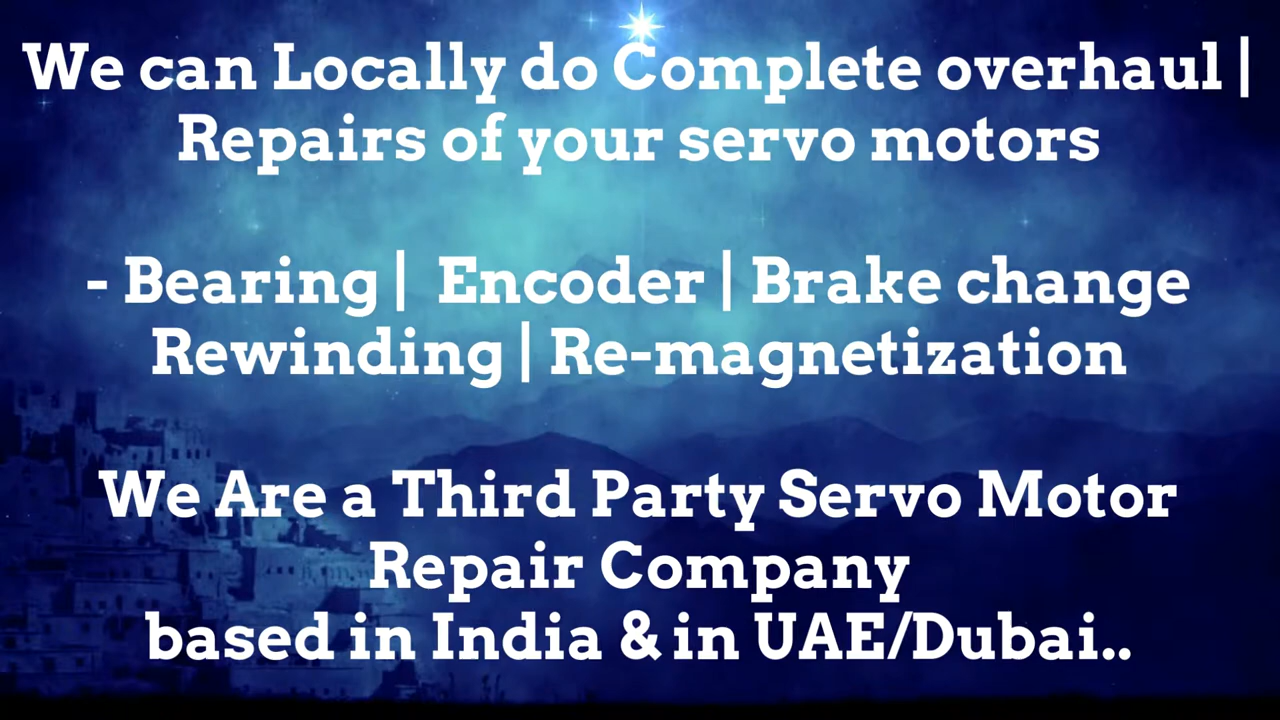 We can Locally do Complete overhaul |
Repairs of your servo motors
- Bearing |  Encoder | Brake change
Rewinding | Re-magnetization
We Are a Third Party Servo Motor
Repair Company
based in India & in UAE/Dubai..